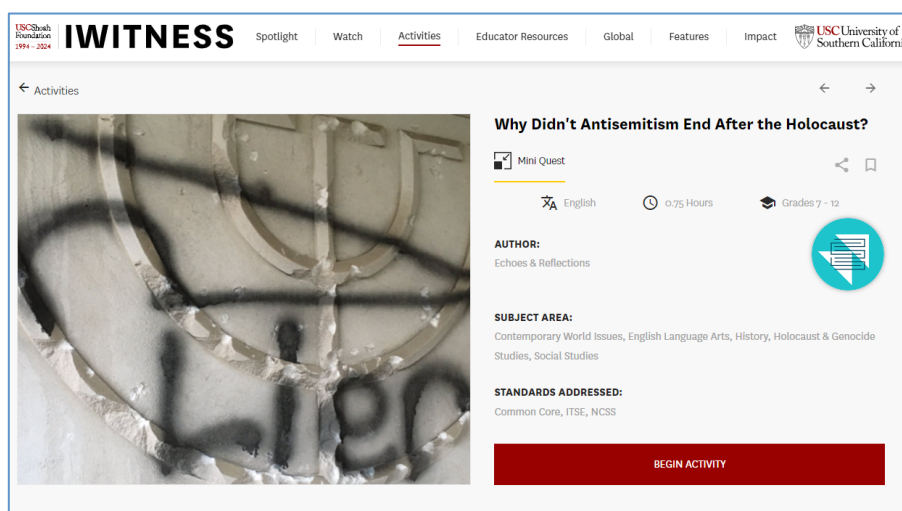 USCShoah
Foundation
1994 – 2024
IWITNESS
Spotlight
Watch
Activities
Educator Resources
Global
Features
Impact
USC University of
Southern Californi
Activities
Why Didn't Antisemitism End After the Holocaust?
Mini Quest
English
0.75 Hours
Grades 7 - 12
AUTHOR:
Echoes & Reflections
SUBJECT AREA:
Contemporary World Issues, English Language Arts, History, Holocaust & Genocide
Studies, Social Studies
STANDARDS ADDRESSED:
Common Core, ITSE, NCSS
BEGIN ACTIVITY